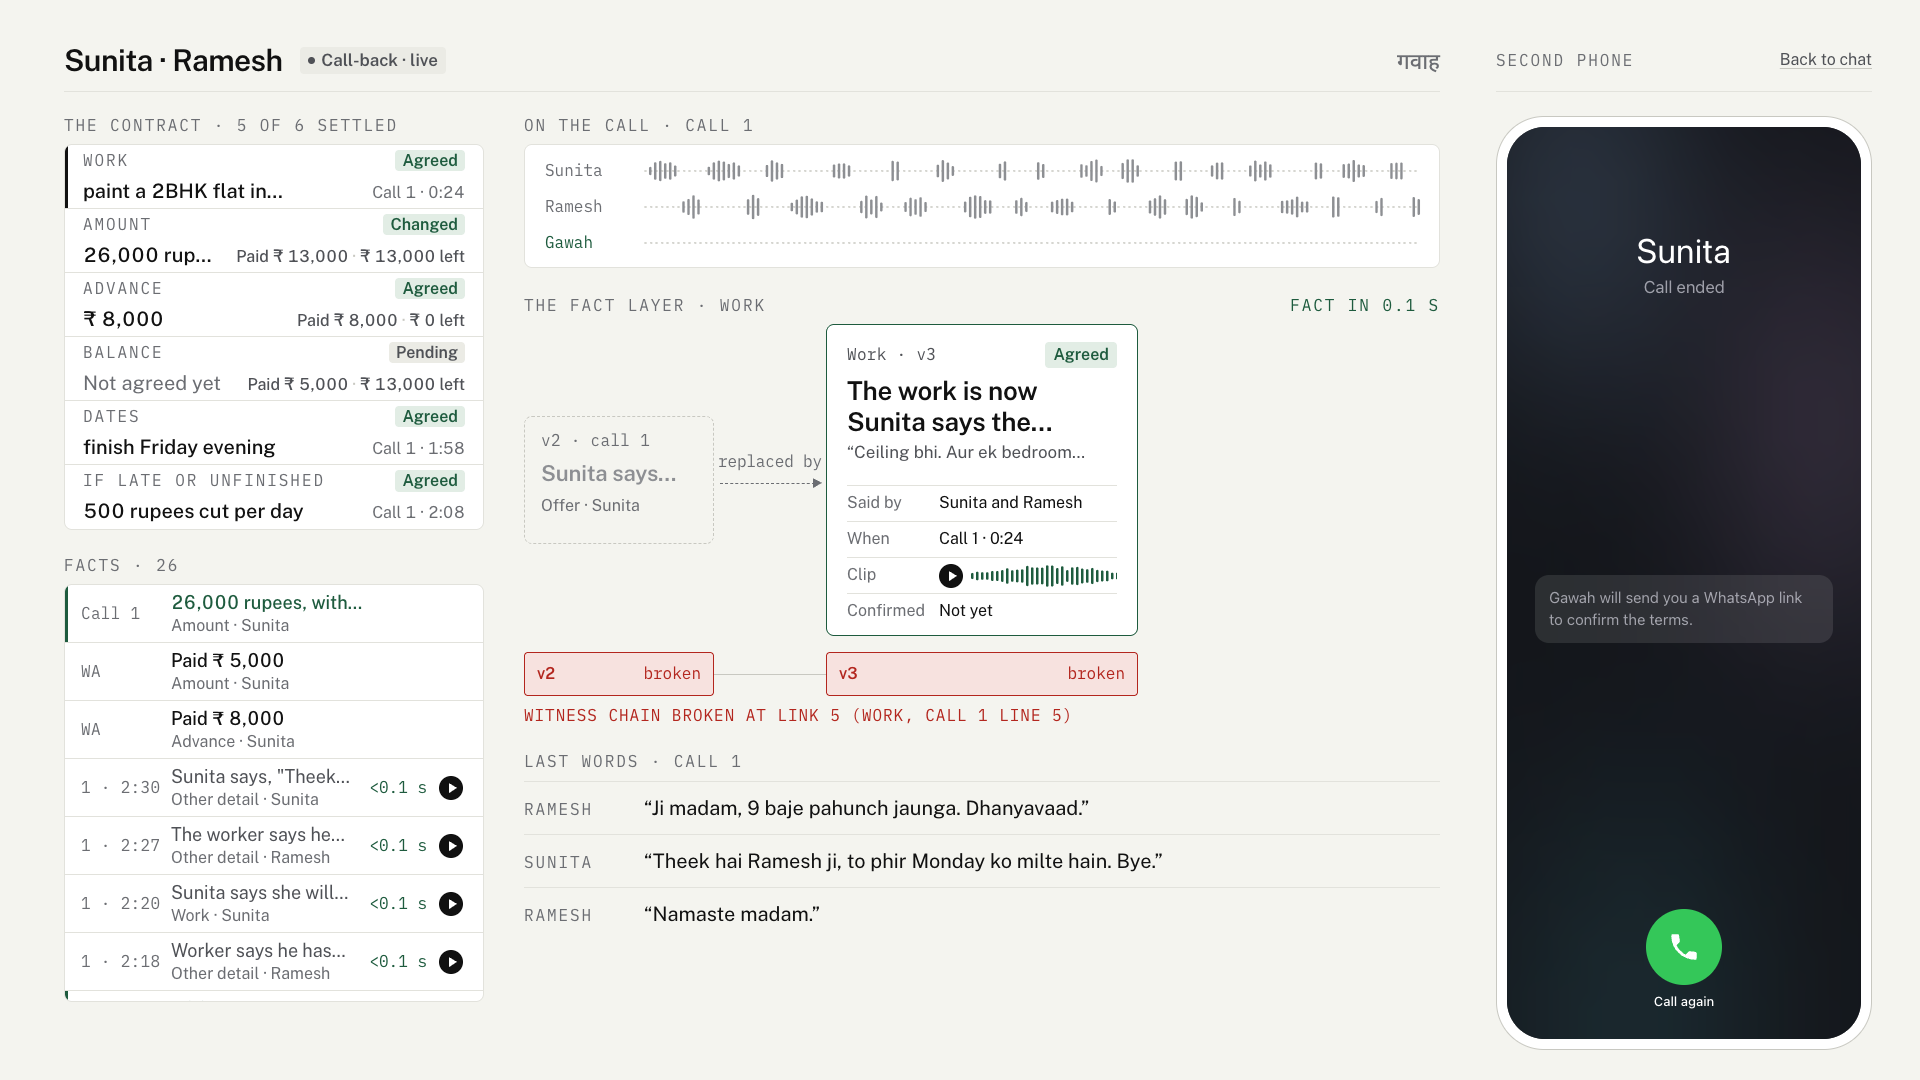 Sunita · Ramesh
Call-back · live
गवाह
SECOND PHONE
Back to chat
THE CONTRACT · 5 OF 6 SETTLED
WORK
Agreed
paint a 2BHK flat in...
Call 1 · 0:24
AMOUNT
Changed
26,000 rup...
Paid ₹ 13,000 · ₹ 13,000 left
ADVANCE
Agreed
₹ 8,000
Paid ₹ 8,000 · ₹ 0 left
BALANCE
Pending
Not agreed yet
Paid ₹ 5,000 · ₹ 13,000 left
DATES
Agreed
finish Friday evening
Call 1 · 1:58
IF LATE OR UNFINISHED
Agreed
500 rupees cut per day
Call 1 · 2:08
FACTS · 26
Call 1
26,000 rupees, with...
Amount · Sunita
WA
Paid ₹ 5,000
Amount · Sunita
WA
Paid ₹ 8,000
Advance · Sunita
1 · 2:30
Sunita says, "Theek...
Other detail · Sunita
<0.1 s
1 · 2:27
The worker says he...
Other detail · Ramesh
<0.1 s
1 · 2:20
Sunita says she will...
Work · Sunita
<0.1 s
1 · 2:18
Worker says he has...
Other detail · Ramesh
<0.1 s
ON THE CALL · CALL 1
Sunita
Ramesh
Gawah
THE FACT LAYER · WORK
FACT IN 0.1 S
v2 · call 1
Sunita says...
Offer · Sunita
replaced by
Work · v3
Agreed
The work is now
Sunita says the...
“Ceiling bhi. Aur ek bedroom...
Said by
Sunita and Ramesh
When
Call 1 · 0:24
Clip
Confirmed
Not yet
v2
broken
v3
broken
WITNESS CHAIN BROKEN AT LINK 5 (WORK, CALL 1 LINE 5)
LAST WORDS · CALL 1
RAMESH
“Ji madam, 9 baje pahunch jaunga. Dhanyavaad.”
SUNITA
“Theek hai Ramesh ji, to phir Monday ko milte hain. Bye.”
RAMESH
“Namaste madam.”
Sunita
Call ended
Gawah will send you a WhatsApp link
to confirm the terms.
Call again